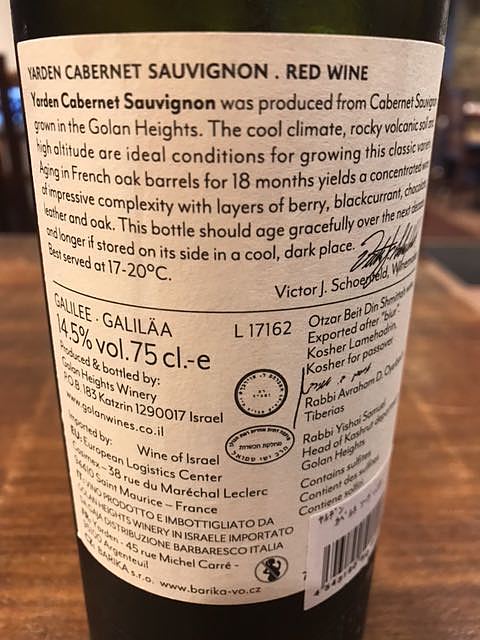 YARDEN CABERNET SAUVIGNON . RED WINE
Yarden Cabernet Sauvignon was produced from Cabernet Sauvignon
grown in the Golan Heights. The cool climate, rocky volcanic soil and
high altitude are ideal conditions for growing this classic variety.
Aging in French oak barrels for 18 months yields a concentrated
of impressive complexity with layers of berry, blackcurrant, chocolate
leather and oak. This bottle should age gracefully over the next decade
and longer if stored on its side in a cool, dark place.
Best served at 17-20°C.
Victor J. Schoenfeld, Winemaker
GALILEE - GALILÄA
L 17162
14.5% vol. 75 cl.-e
Produced & bottled by:
Golan Heights Winery
P.O.B 183 Katzrin 1290017 Israel
www.golanwines.co.il
Imported by:
Wine of Israel
EU: European Logistics Center
38 rue du Maréchal Leclerc
Saint Maurice – France
VINO PRODOTTO E IMBOTTIGLIATO DA
GOLAN HEIGHTS WINERY IN ISRAELE IMPORTATO
DISTRIBUZIONE BARBARESCO ITALIA
- 45 rue Michel Carré -
Argenteuil
BARIKA s.r.o. www.barika-vo.cz
Otzar Beit Din Shmittah
Exported after "biur"
Kosher Lamehadrin,
Kosher for passover
Rabbi Avraham D.
Tiberias
Rabbi Yishai Samuel
Head of Kashrut
Golan Heights
Contains sulfites
Contient des sulfites
Contiene solfiti